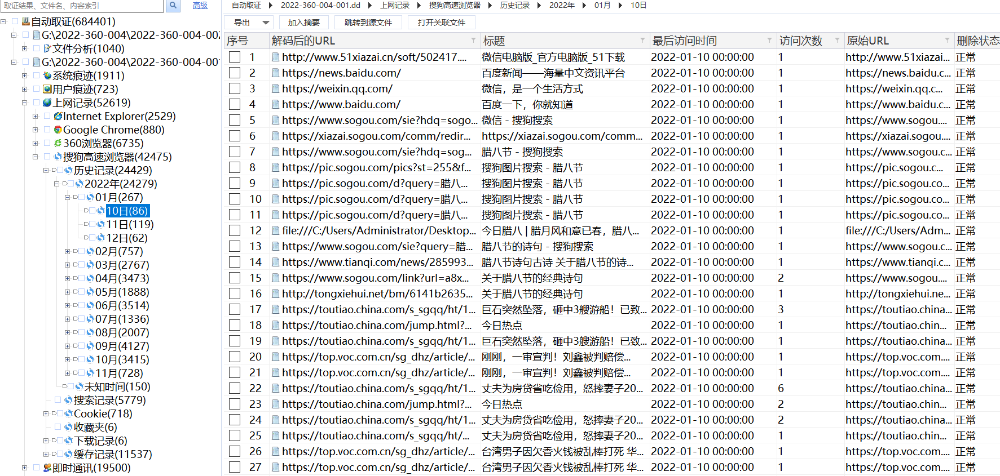 取证结果、文件名、内容索引
高级
自动取证(684401)
G:\2022-360-004\2022-360-004-002
文件分析(1040)
G:\2022-360-004\2022-360-004-001
系统痕迹(1911)
用户痕迹(723)
上网记录(52619)
Internet Explorer(2529)
Google Chrome(880)
360浏览器(6735)
搜狗高速浏览器(42475)
历史记录(24429)
2022年(24279)
01月(267)
10日(86)
11日(119)
12日(62)
02月(757)
03月(2767)
04月(3473)
05月(1888)
06月(3514)
07月(1336)
08月(2007)
09月(4127)
10月(3415)
11月(728)
未知时间(150)
搜索记录(5779)
Cookie(718)
收藏夹(6)
下载记录(6)
缓存记录(11537)
即时通讯(19500)
自动取证 2022-360-004-001.dd 上网记录 搜狗高速浏览器 历史记录 2022年 01月 10日
导出 加入摘要 跳转到源文件 打开关联文件
序号 解码后的URL 标题 最后访问时间 访问次数 原始URL 删除状态
1 http://www.51xiazai.cn/soft/502417.... 微信电脑版_官方电脑版_51下载 2022-01-10 00:00:00 1 http://www.51xiazai... 正常
2 https://news.baidu.com/ 百度新闻——海量中文资讯平台 2022-01-10 00:00:00 1 https://news.baidu.c... 正常
3 https://weixin.qq.com/ 微信，是一个生活方式 2022-01-10 00:00:00 1 https://weixin.qq.c... 正常
4 https://www.baidu.com/ 百度一下，你就知道 2022-01-10 00:00:00 1 https://www.baidu.c... 正常
5 https://www.sogou.com/sie?hdq=sogo... 微信 - 搜狗搜索 2022-01-10 00:00:00 1 https://www.sogou.... 正常
6 https://xiazai.sogou.com/comm/redir... https://xiazai.sogou.com/comm... 2022-01-10 00:00:00 1 https://xiazai.sogou.... 正常
7 https://www.sogou.com/sie?hdq=sog... 腊八节 - 搜狗搜索 2022-01-10 00:00:00 1 https://www.sogou.c... 正常
8 https://pic.sogou.com/pics?st=255&f... 搜狗图片搜索 - 腊八节 2022-01-10 00:00:00 1 https://pic.sogou.c... 正常
9 https://pic.sogou.com/d?query=腊八... 搜狗图片搜索 - 腊八节 2022-01-10 00:00:00 1 https://pic.sogou.co... 正常
10 https://pic.sogou.com/d?query=腊八... 搜狗图片搜索 - 腊八节 2022-01-10 00:00:00 1 https://pic.sogou.co... 正常
11 https://pic.sogou.com/d?query=腊八... 搜狗图片搜索 - 腊八节 2022-01-10 00:00:00 1 https://pic.sogou.co... 正常
12 file:///C:/Users/Administrator/Desktop... 今日腊八 | 腊月风和意已春，腊八... 2022-01-10 00:00:00 1 file:///C:/Users/Adm... 正常
13 https://www.sogou.com/sie?query=腊... 腊八节的诗句 - 搜狗搜索 2022-01-10 00:00:00 1 https://www.sogou.c... 正常
14 https://www.tianqi.com/news/285993... 腊八节诗句古诗 关于腊八节的诗... 2022-01-10 00:00:00 1 https://www.tianqi.c... 正常
15 https://www.sogou.com/link?url=a8x... 关于腊八节的经典诗句 2022-01-10 00:00:00 2 https://www.sogou.... 正常
16 http://tongxiehui.net/bm/6141b2635... 关于腊八节的经典诗句 2022-01-10 00:00:00 1 http://tongxiehui.ne... 正常
17 https://toutiao.china.com/s_sgqq/ht/1... 巨石突然坠落，砸中3艘游船！已致... 2022-01-10 00:00:00 3 https://toutiao.china... 正常
18 https://toutiao.china.com/jump.html?... 今日热点 2022-01-10 00:00:00 1 https://toutiao.chin... 正常
19 https://toutiao.china.com/s_sgqq/ht/1... 巨石突然坠落，砸中3艘游船！已致... 2022-01-10 00:00:00 1 https://toutiao.china... 正常
20 https://top.voc.com.cn/sg_dhz/article/... 刚刚，一审宣判！刘鑫被判赔偿... 2022-01-10 00:00:00 1 https://top.voc.com.... 正常
21 https://top.voc.com.cn/sg_dhz/article/... 刚刚，一审宣判！刘鑫被判赔偿... 2022-01-10 00:00:00 1 https://top.voc.com.... 正常
22 https://toutiao.china.com/s_sgqq/ht/1... 丈夫为房贷省吃俭用，怒摔妻子20... 2022-01-10 00:00:00 6 https://toutiao.chin... 正常
23 https://toutiao.china.com/jump.html?... 今日热点 2022-01-10 00:00:00 2 https://toutiao.chin... 正常
24 https://toutiao.china.com/s_sgqq/ht/1... 丈夫为房贷省吃俭用，怒摔妻子20... 2022-01-10 00:00:00 2 https://toutiao.china... 正常
25 https://toutiao.china.com/s_sgqq/ht/... 丈夫为房贷省吃俭用，怒摔妻子20... 2022-01-10 00:00:00 1 https://toutiao.chin... 正常
26 https://top.voc.com.cn/sg_dhz/article/... 台湾男子因欠香火钱被乱棒打死 华... 2022-01-10 00:00:00 1 https://top.voc.com.... 正常
27 https://top.voc.com.cn/sg_dhz/article/... 台湾男子因欠香火钱被乱棒打死 华... 2022-01-10 00:00:00 1 https://top.voc.com.... 正常